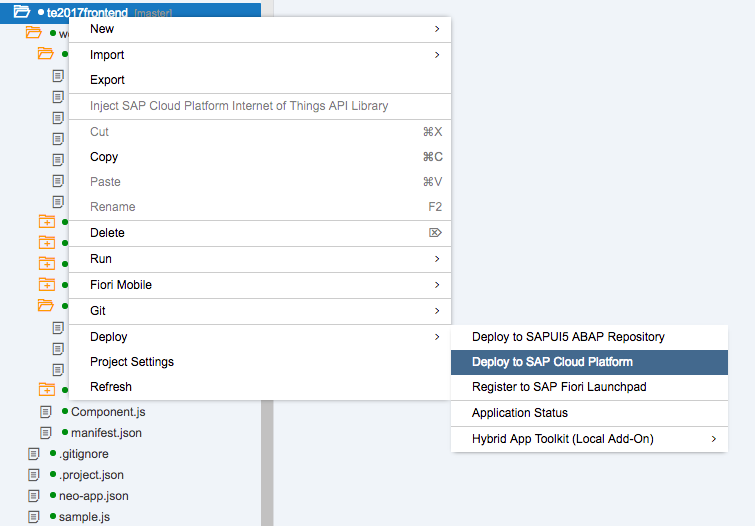 te2017frontend [master]
New
Import
Export
Inject SAP Cloud Platform Internet of Things API Library
Cut ⌘X
Copy ⌘C
Paste ⌘V
Rename F2
Delete ⌦
Run
Fiori Mobile
Git
Deploy
Project Settings
Refresh
Deploy to SAPUI5 ABAP Repository
Deploy to SAP Cloud Platform
Register to SAP Fiori Launchpad
Application Status
Hybrid App Toolkit (Local Add-On)
Component.js
manifest.json
.gitignore
.project.json
neo-app.json
sample.js